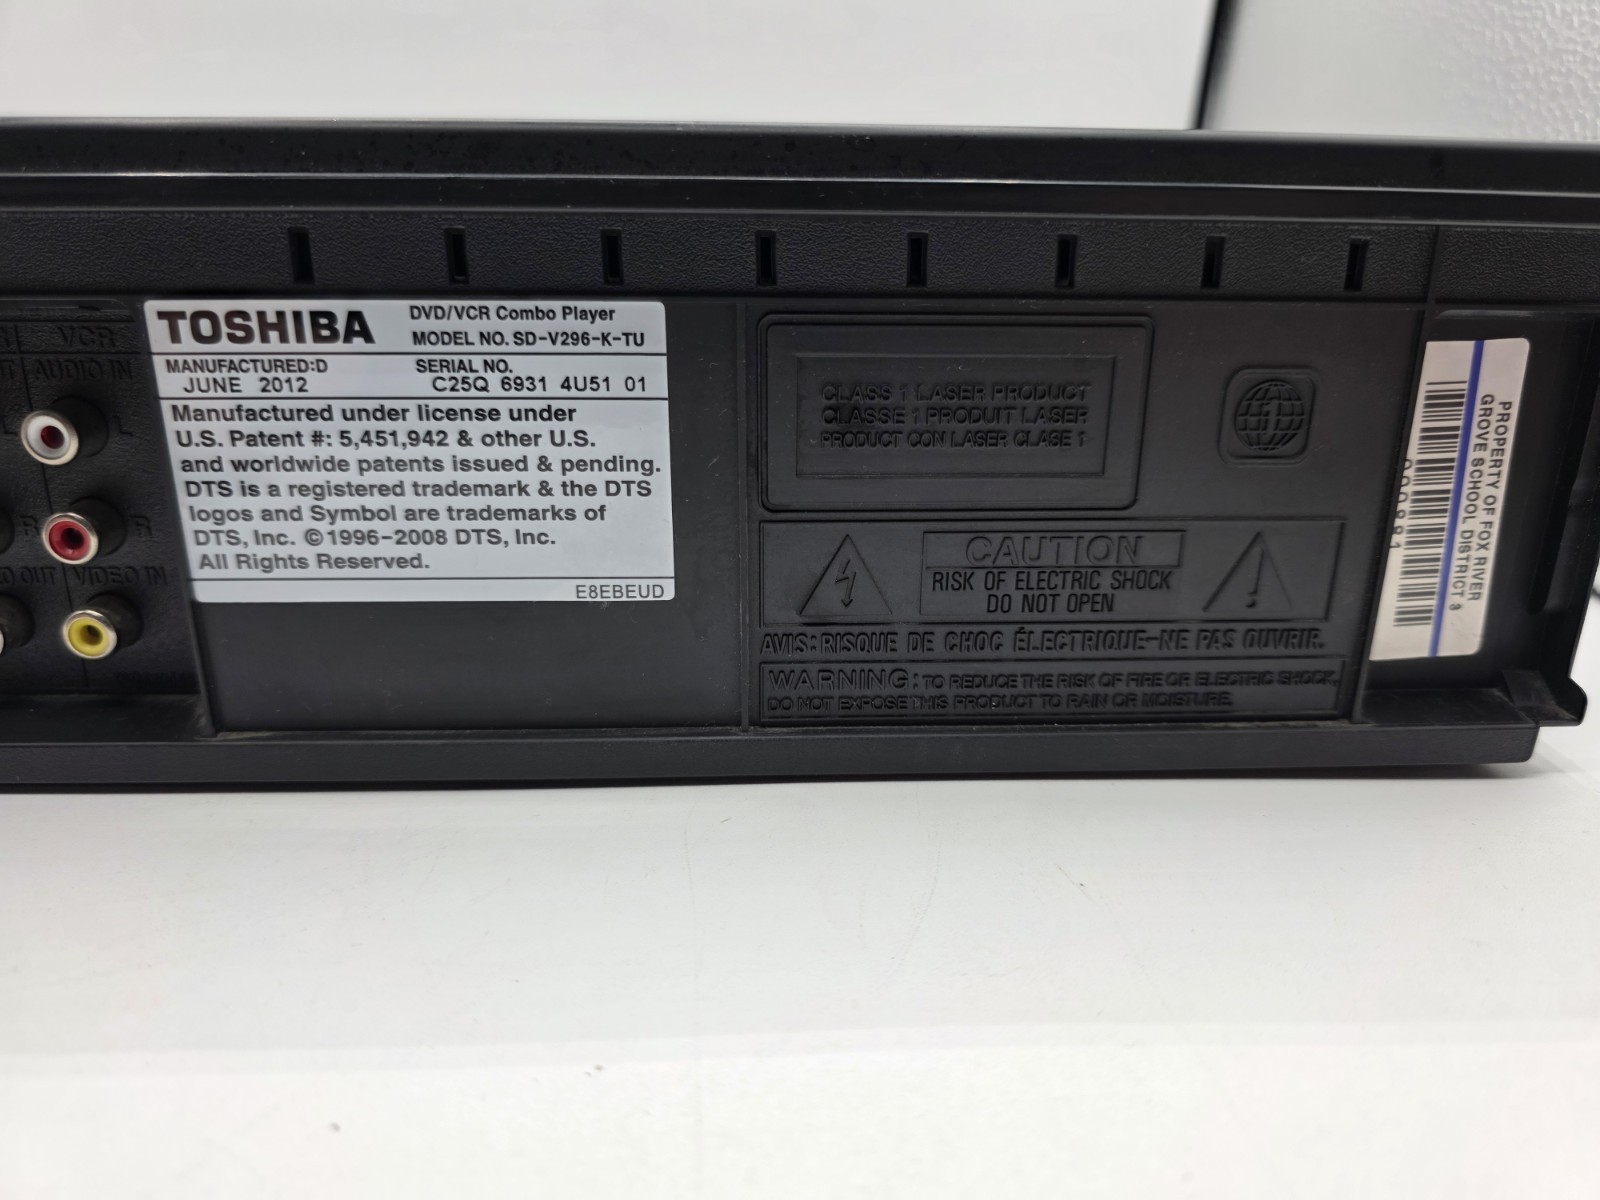 VCR
AUDIO IN
L
R
OUT
VIDEO IN
TOSHIBA
DVD/VCR Combo Player
MODEL NO. SD-V296-K-TU
MANUFACTURED:D
JUNE 2012
SERIAL NO.
C25Q 6931 4U51 01
Manufactured under license under
U.S. Patent #: 5,451,942 & other U.S.
and worldwide patents issued & pending.
DTS is a registered trademark & the DTS
logos and Symbol are trademarks of
DTS, Inc. ©1996-2008 DTS, Inc.
All Rights Reserved.
E8EBEUD
CLASS 1 LASER PRODUCT
CLASSE 1 PRODUIT LASER
PRODUCT CON LASER CLASE 1
1
CAUTION
RISK OF ELECTRIC SHOCK
DO NOT OPEN
AVIS: RISQUE DE CHOC ÉLECTRIQUE-NE PAS OUVRIR.
WARNING: TO REDUCE THE RISK OF FIRE OR ELECTRIC SHOCK,
DO NOT EXPOSE THIS PRODUCT TO RAIN OR MOISTURE.
PROPERTY OF FOX RIVER
GROVE SCHOOL DISTRICT 3
000881